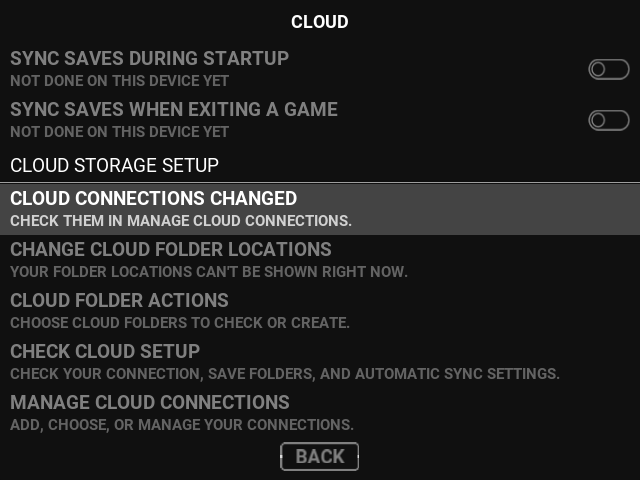 CLOUD
SYNC SAVES DURING STARTUP
NOT DONE ON THIS DEVICE YET
SYNC SAVES WHEN EXITING A GAME
NOT DONE ON THIS DEVICE YET
CLOUD STORAGE SETUP
CLOUD CONNECTIONS CHANGED
CHECK THEM IN MANAGE CLOUD CONNECTIONS.
CHANGE CLOUD FOLDER LOCATIONS
YOUR FOLDER LOCATIONS CAN'T BE SHOWN RIGHT NOW.
CLOUD FOLDER ACTIONS
CHOOSE CLOUD FOLDERS TO CHECK OR CREATE.
CHECK CLOUD SETUP
CHECK YOUR CONNECTION, SAVE FOLDERS, AND AUTOMATIC SYNC SETTINGS.
MANAGE CLOUD CONNECTIONS
ADD, CHOOSE, OR MANAGE YOUR CONNECTIONS.
BACK